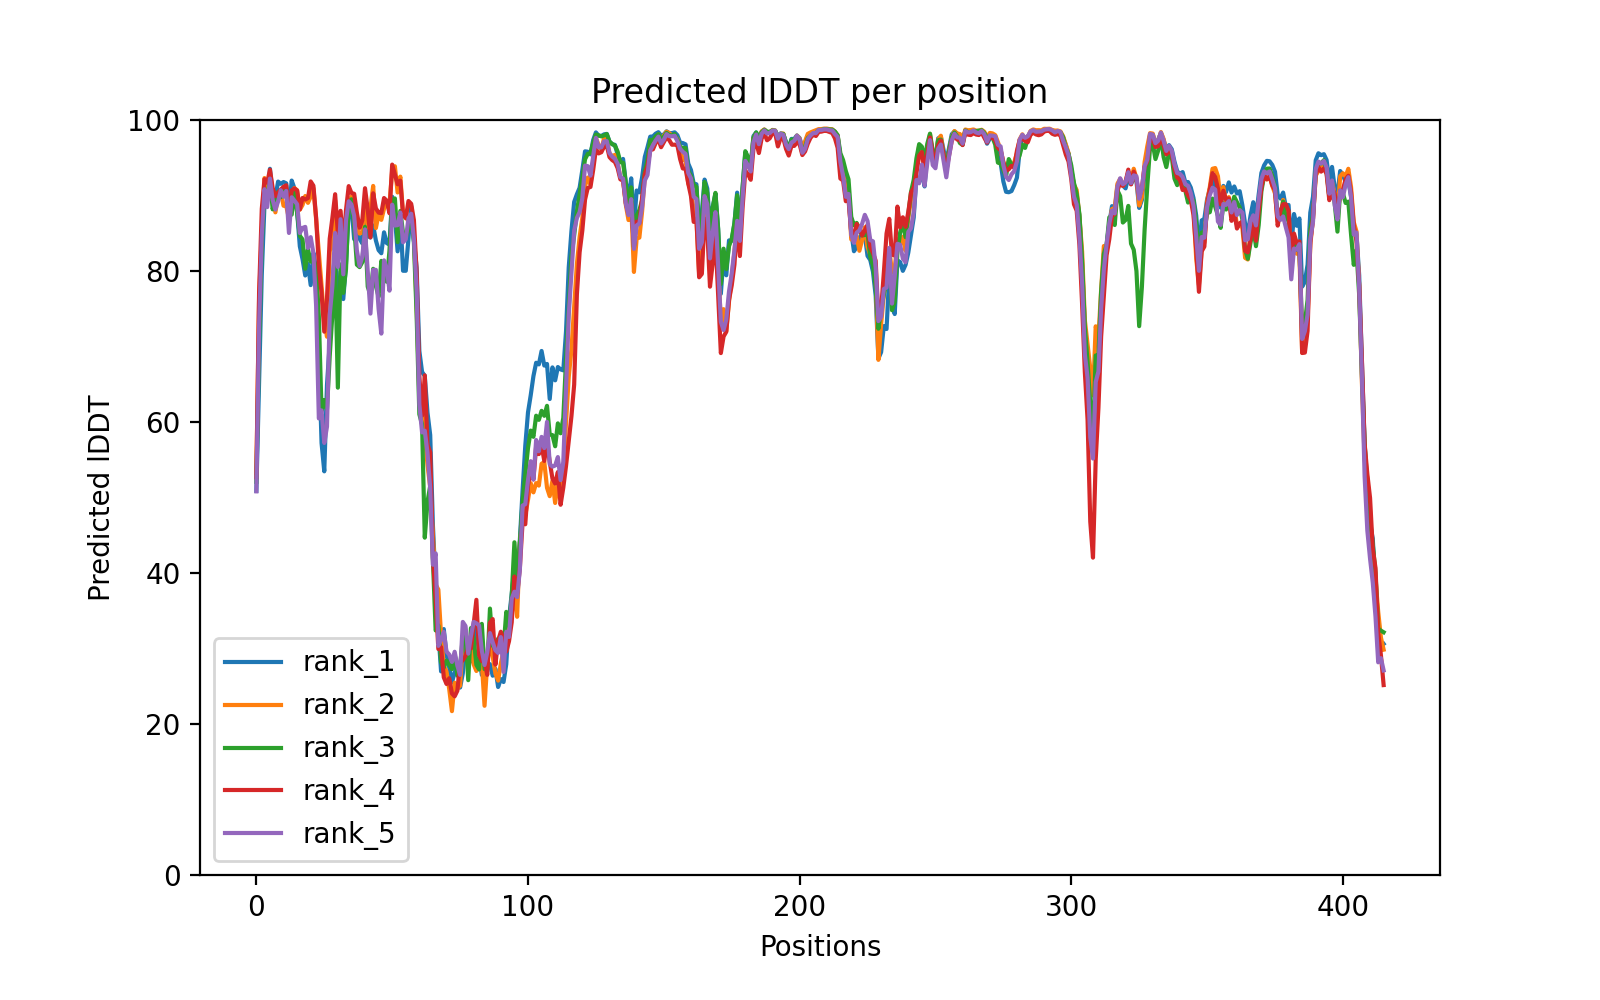 Predicted lDDT per position
100
80
60
40
20
0
Predicted lDDT
rank_1
rank_2
rank_3
rank_4
rank_5
0 100 200 300 400
Positions